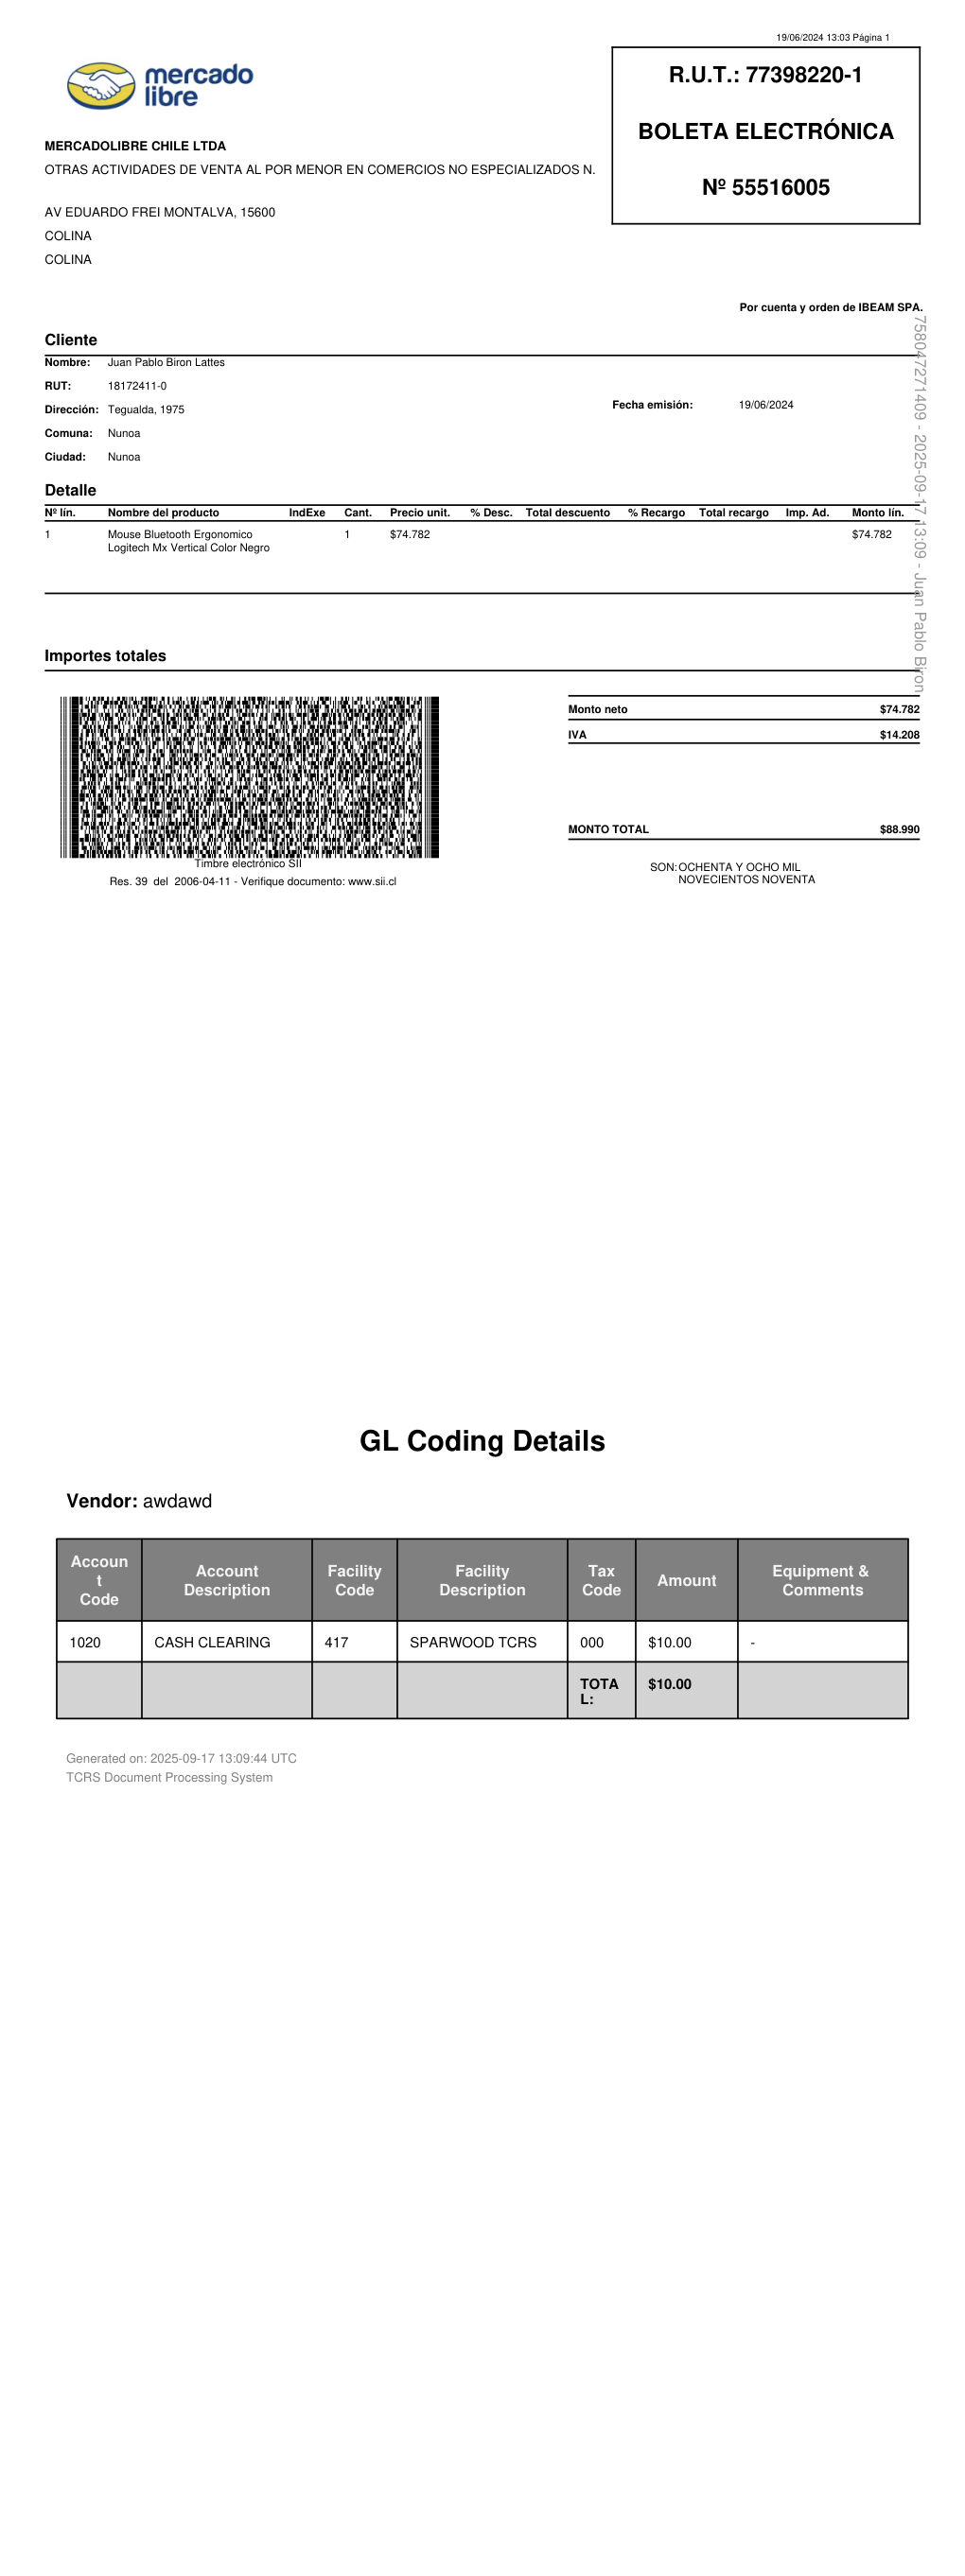 19/06/2024 13:03 Página 1
mercado
libre
R.U.T.: 77398220-1
BOLETA ELECTRÓNICA
Nº 55516005
MERCADOLIBRE CHILE LTDA
OTRAS ACTIVIDADES DE VENTA AL POR MENOR EN COMERCIOS NO ESPECIALIZADOS N.
AV EDUARDO FREI MONTALVA, 15600
COLINA
COLINA
Por cuenta y orden de IBEAM SPA.
758047271409 - 2025-09-17 13:09 - Juan Pablo Biron
Cliente
Nombre: Juan Pablo Biron Lattes
RUT: 18172411-0
Dirección: Tegualda, 1975
Fecha emisión: 19/06/2024
Comuna: Nunoa
Ciudad: Nunoa
Detalle
Nº lín. Nombre del producto IndExe Cant. Precio unit. % Desc. Total descuento % Recargo Total recargo Imp. Ad. Monto lín.
1 Mouse Bluetooth Ergonomico 1 $74.782 $74.782
Logitech Mx Vertical Color Negro
Importes totales
Monto neto $74.782
IVA $14.208
MONTO TOTAL $88.990
Timbre electrónico SII
Res. 39 del 2006-04-11 - Verifique documento: www.sii.cl
SON:OCHENTA Y OCHO MIL
NOVECIENTOS NOVENTA
GL Coding Details
Vendor: awdawd
Accoun
t
Code
Account
Description
Facility
Code
Facility
Description
Tax
Code
Amount
Equipment &
Comments
1020 CASH CLEARING 417 SPARWOOD TCRS 000 $10.00 -
TOTA
L:
$10.00
Generated on: 2025-09-17 13:09:44 UTC
TCRS Document Processing System